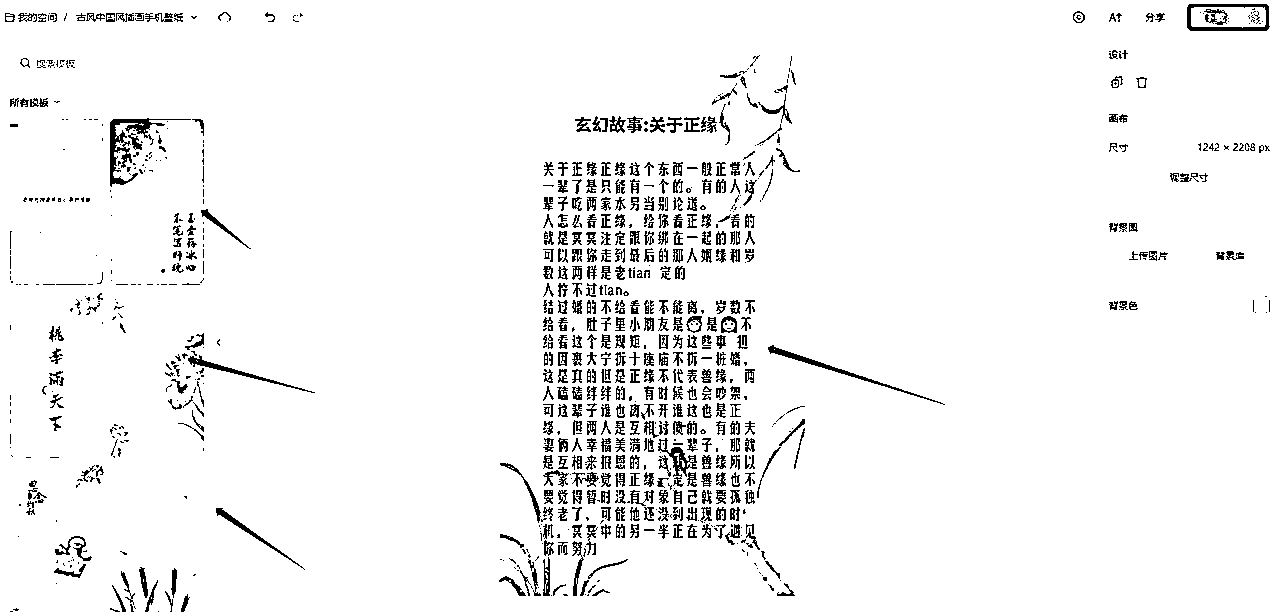 我的空间 / 古风中国风插画手机壁纸
分享
下载
搜索模板
所有模板
玉壶存冰心
朱笔写师魂
桃李满天下
玄幻故事:关于正缘
关于正缘正缘这个东西一般正常人
一辈了是只能有一个的。有的人这
辈子吃两家水另当别论送。
人怎么看正缘，给你看正缘，看的
就是冥冥注定跟你绑在一起的那人
可以跟你走到最后的那人姻缘和岁
数这两样是老tian 定的
人拧不过tian。
结过婚的不给看能不能离，岁数不
给看，肚子里小朋友是👦是👧不
给看这个是规矩，因为这些事 担
的因裹大宁拆十座庙不拆一桩婚，
这是真的但是正缘不代表善缘，两
人磕磕绊绊的，有时候也会吵架，
可这辈子谁也离不开谁这也是正
缘，但两人是互相讨债的。有的夫
妻俩人幸福美满地过一辈子，那就
是互相来报恩的，这就是善缘所以
大家不要觉得正缘一定是善缘也不
要觉得暂时没有对象自己就要孤独
终老了，可能他还没到出现的时
机，冥冥中的另一半正在为了遇见
你而努力
设计
画布
尺寸 1242 × 2208 px
调整尺寸
背景图
上传图片 背景库
背景色